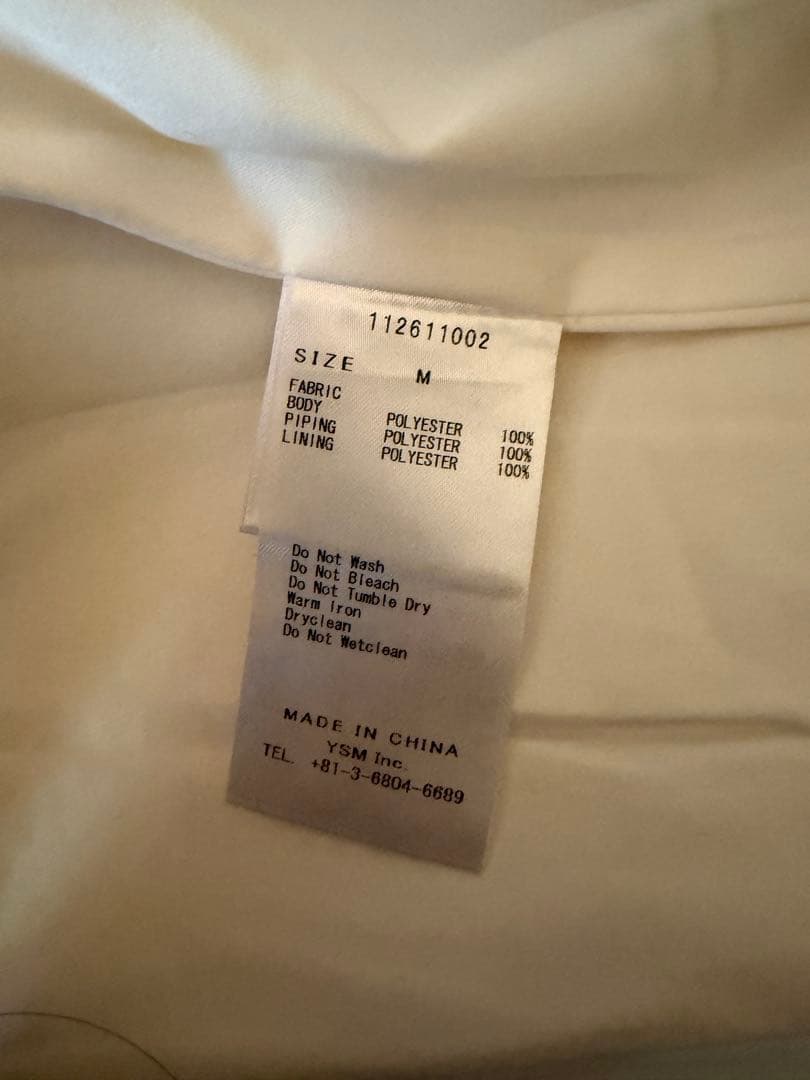 112611002
SIZE M
FABRIC
BODY POLYESTER 100%
PIPING POLYESTER 100%
LINING POLYESTER 100%
Do Not Wash
Do Not Bleach
Do Not Tumble Dry
Warm Iron
Dryclean
Do Not Wetclean
MADE IN CHINA
YSM Inc.
TEL. +81-3-6804-6689